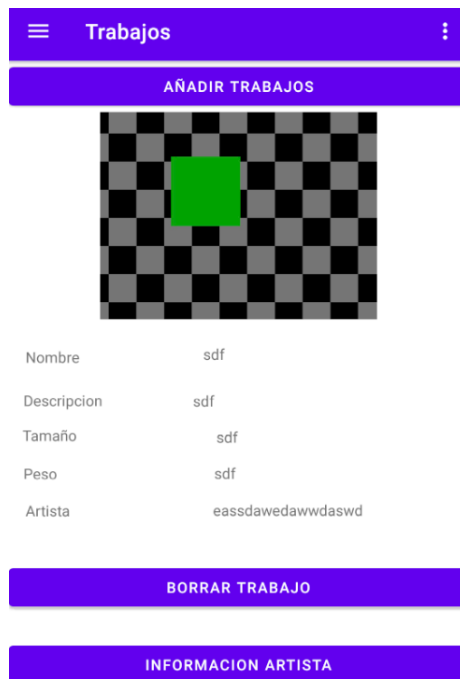 Trabajos
AÑADIR TRABAJOS
Nombre sdf
Descripcion sdf
Tamaño sdf
Peso sdf
Artista eassdawedawwdaswd
BORRAR TRABAJO
INFORMACION ARTISTA